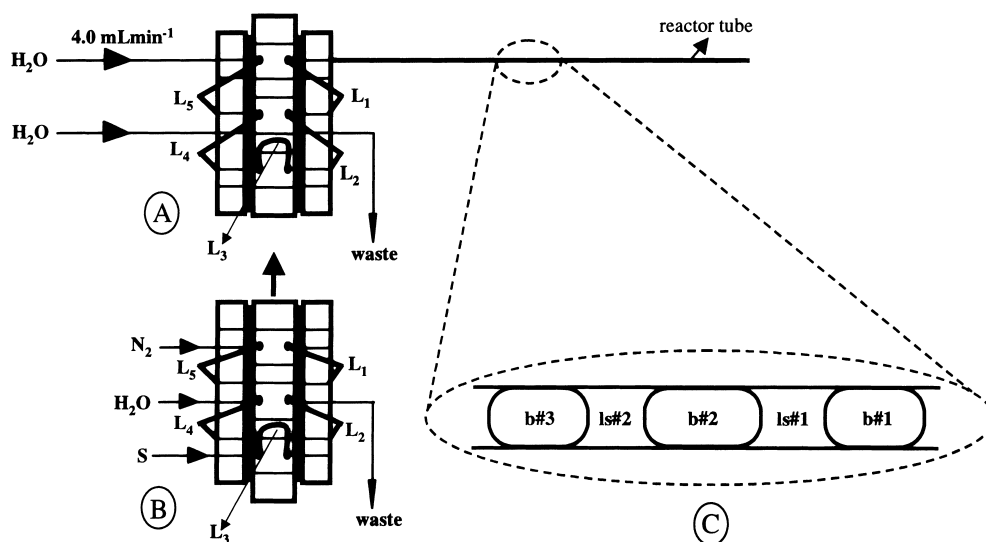 4.0 mLmin⁻¹
reactor tube
H₂O
L₅
L₁
H₂O
L₄
L₂
A
L₃
waste
N₂
L₅
L₁
H₂O
L₄
L₂
S
B
L₃
waste
b#3 ls#2 b#2 ls#1 b#1
C